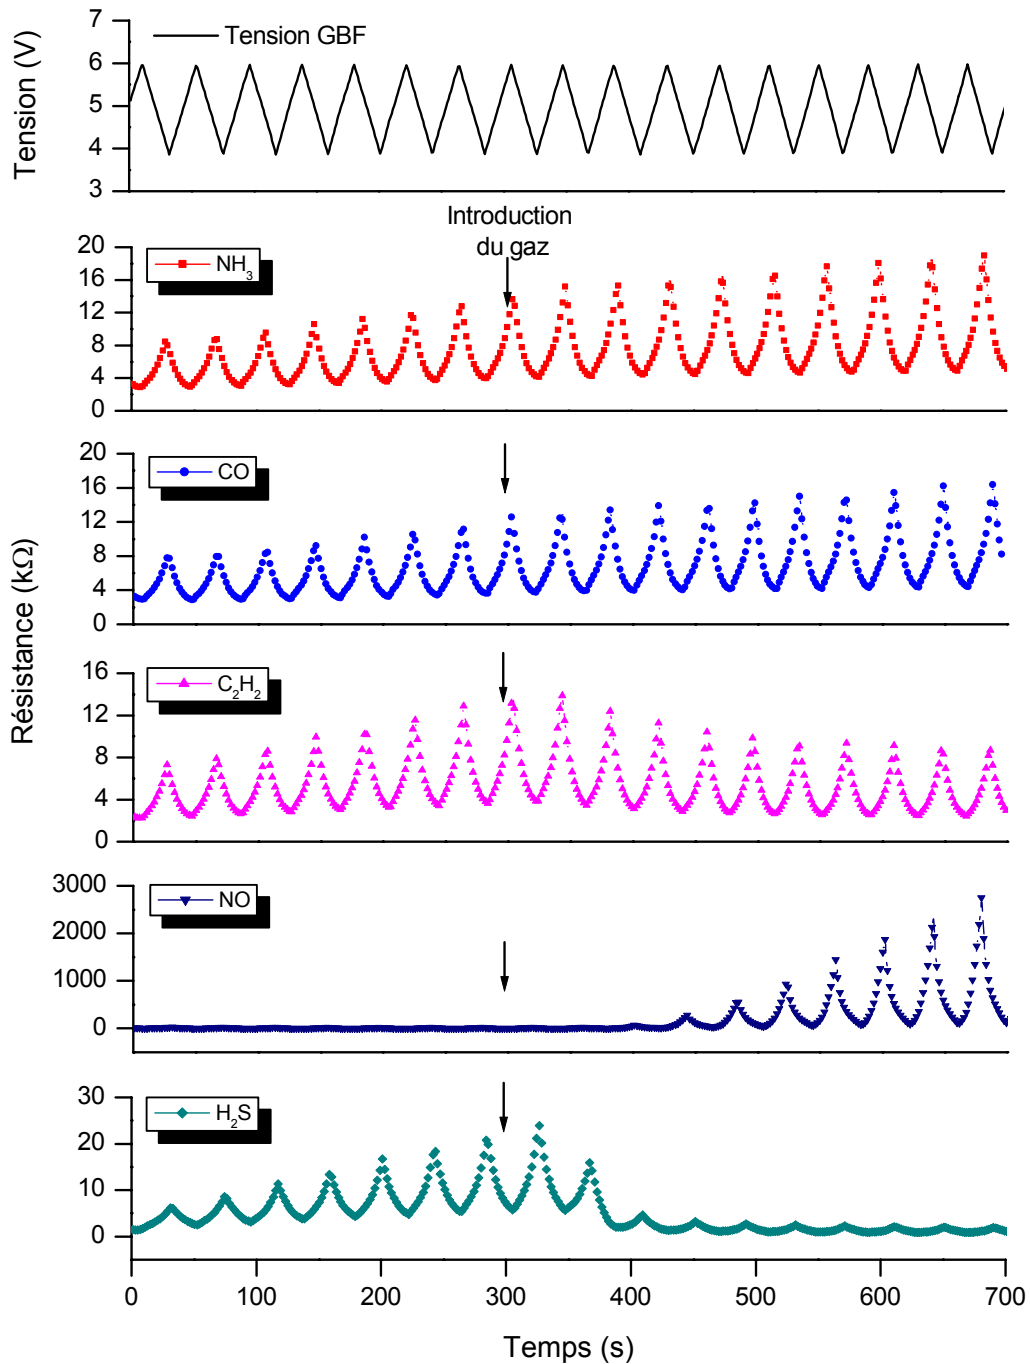 7
6
5
4
3
Tension (V)
Tension GBF
Introduction
du gaz
20
16
12
8
4
0
NH₃
20
16
12
8
4
0
CO
Résistance (kΩ)
16
12
8
4
0
C₂H₂
3000
2000
1000
0
NO
30
20
10
0
H₂S
0 100 200 300 400 500 600 700
Temps (s)